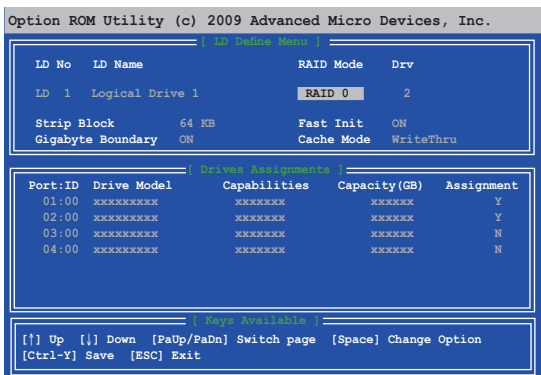 Option ROM Utility (c) 2009 Advanced Micro Devices, Inc.
[ LD Define Menu ]
LD No LD Name RAID Mode Drv
LD 1 Logical Drive 1 RAID 0 2
Strip Block 64 KB Fast Init ON
Gigabyte Boundary ON Cache Mode WriteThru
[ Drives Assignments ]
Port:ID Drive Model Capabilities Capacity(GB) Assignment
01:00 xxxxxxxxx xxxxxxx xxxxxx Y
02:00 xxxxxxxxx xxxxxxx xxxxxx Y
03:00 xxxxxxxxx xxxxxxx xxxxxx N
04:00 xxxxxxxxx xxxxxxx xxxxxx N
[ Keys Available ]
[↑] Up [↓] Down [PaUp/PaDn] Switch page [Space] Change Option
[Ctrl-Y] Save [ESC] Exit